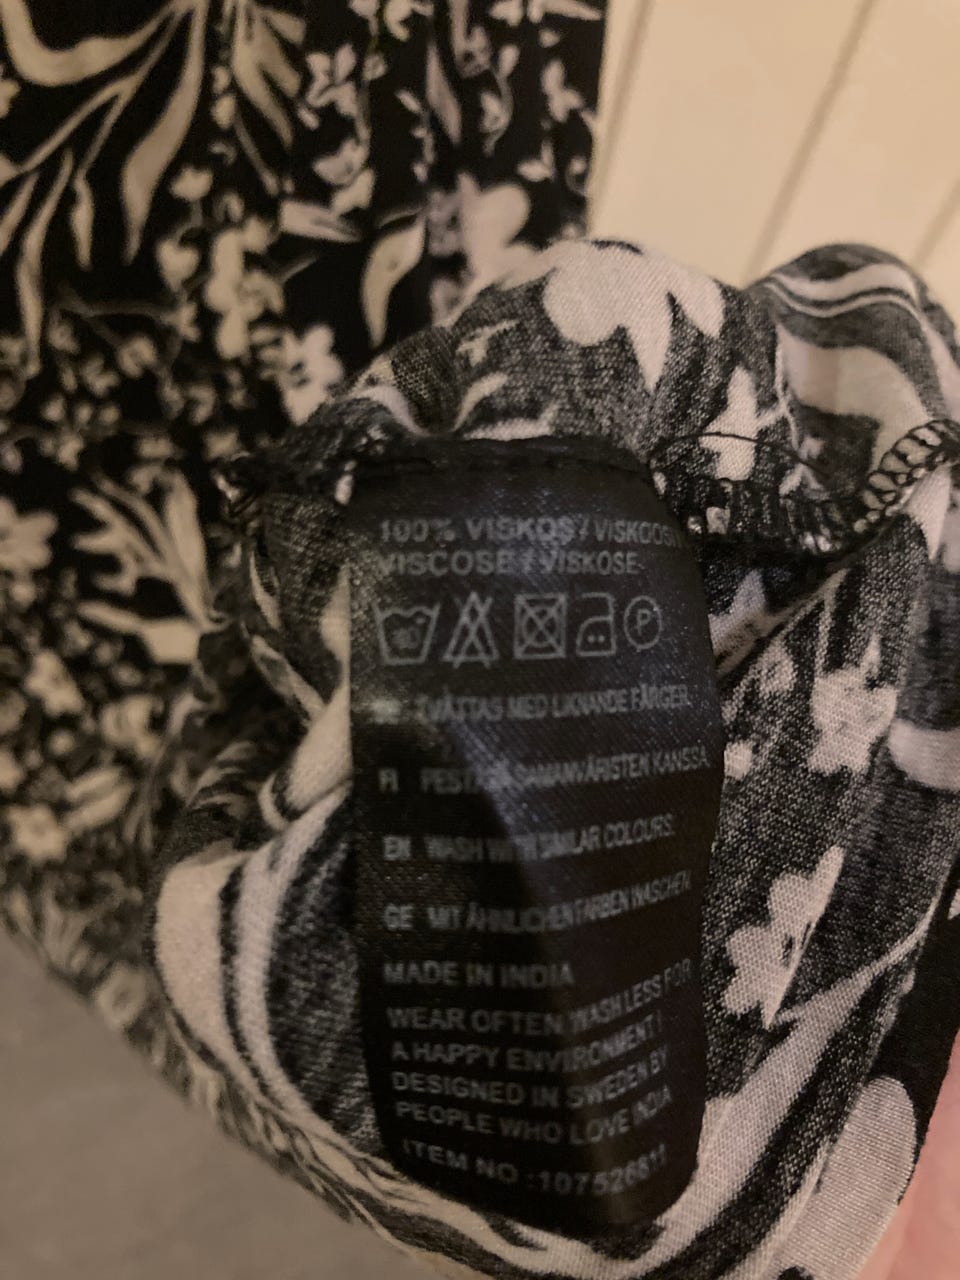 100% VISKOS / VISKOOSI
VISCOSE / VISKOSE
40 P
TVÄTTAS MED LIKNANDE FÄRGER.
FI SAMANVÄRISTEN KANSSA.
EN WASH WITH SIMILAR COLOURS.
GE MIT ÄHNLICHEN FARBEN WASCHEN.
MADE IN INDIA
WEAR OFTEN WASH LESS FOR
A HAPPY ENVIRONMENT !
DESIGNED IN SWEDEN BY
PEOPLE WHO LOVE INDIA
ITEM NO :107526811